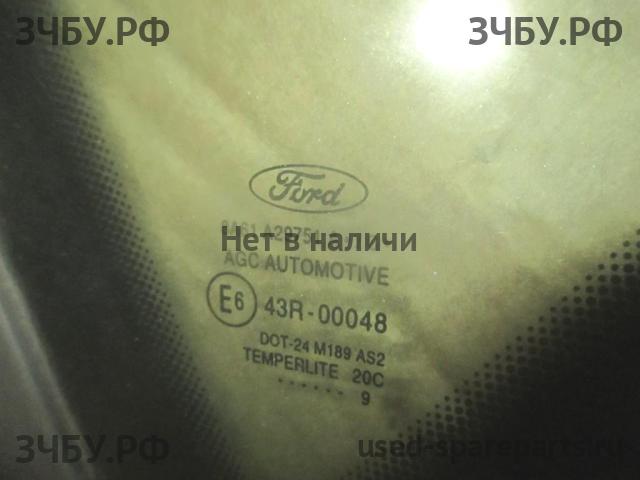 ЗЧБУ.РФ ЗЧБУ.РФ
Ford
Нет в наличи
AGC AUTOMOTIVE
E6 43R-00048
DOT-24 M189 AS2
TEMPERLITE 20C
...... 9
ЗЧБУ.РФ used-spareparts.ru